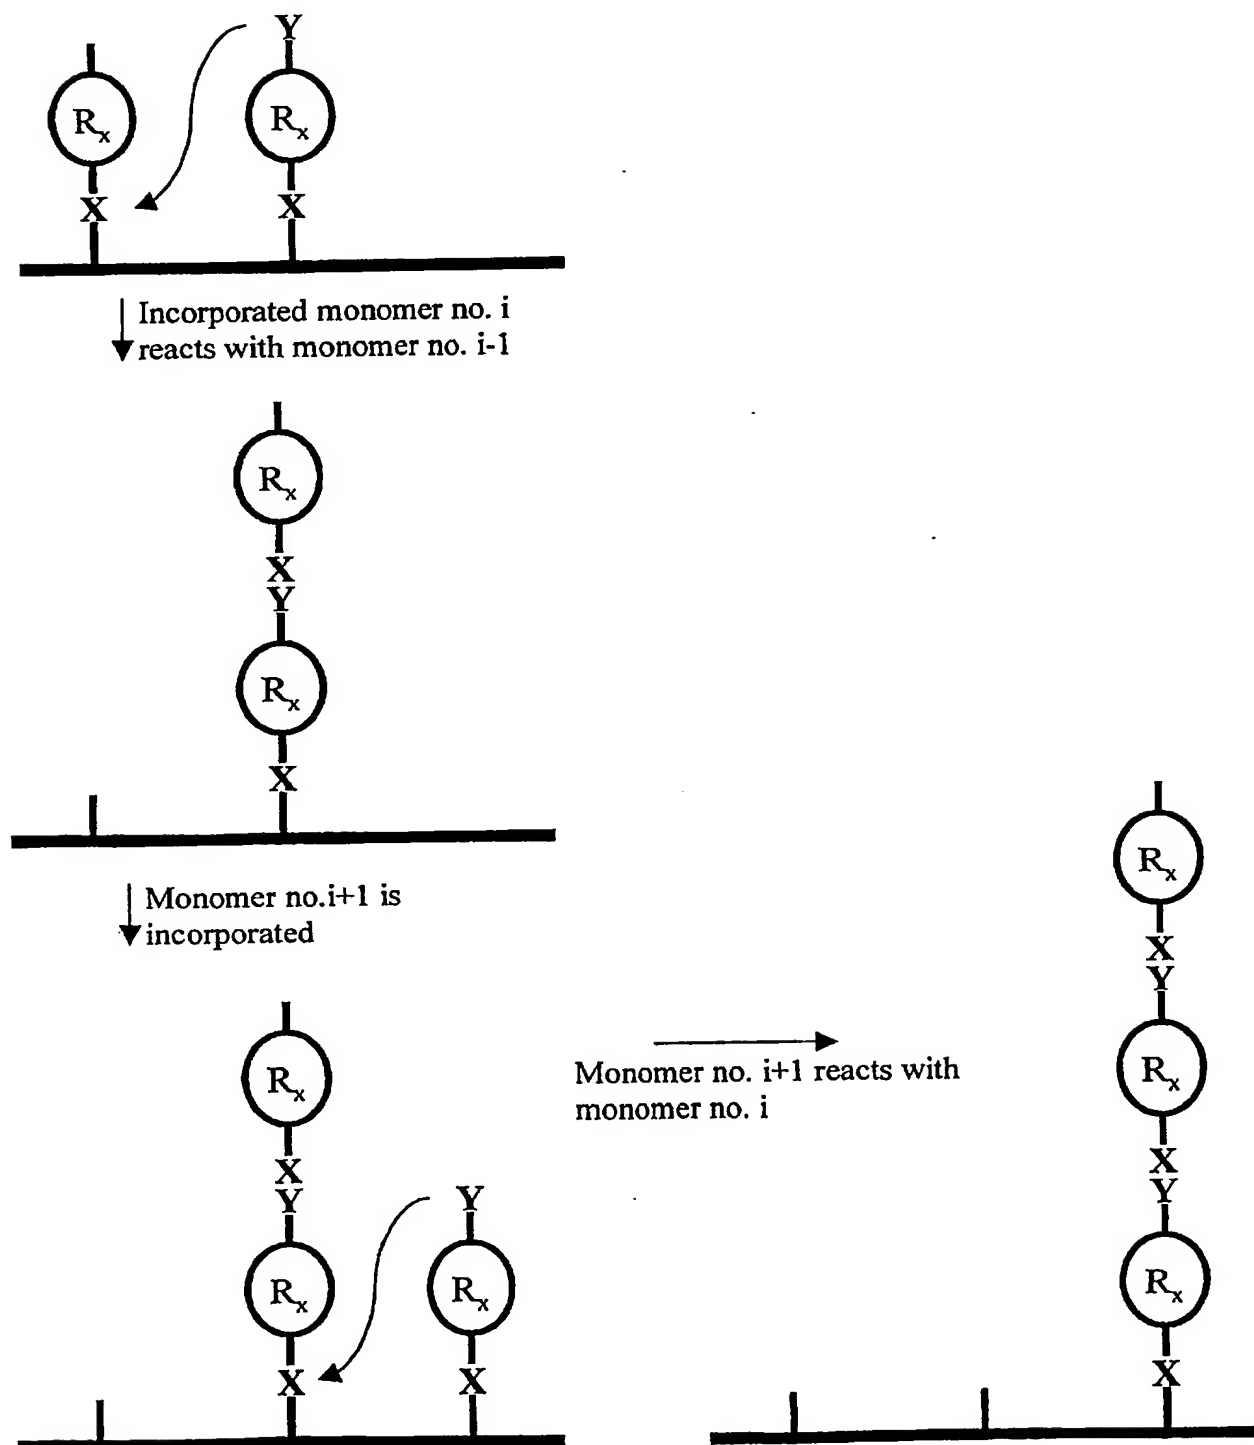 Y
Rx Rx
X X
Incorporated monomer no. i
reacts with monomer no. i-1
Rx
X
Y
Rx
X
Monomer no.i+1 is
incorporated
Rx
X
Y
Y
Rx Rx
X X
Monomer no. i+1 reacts with
monomer no. i
Rx
X
Y
Rx
X
Y
Rx
X